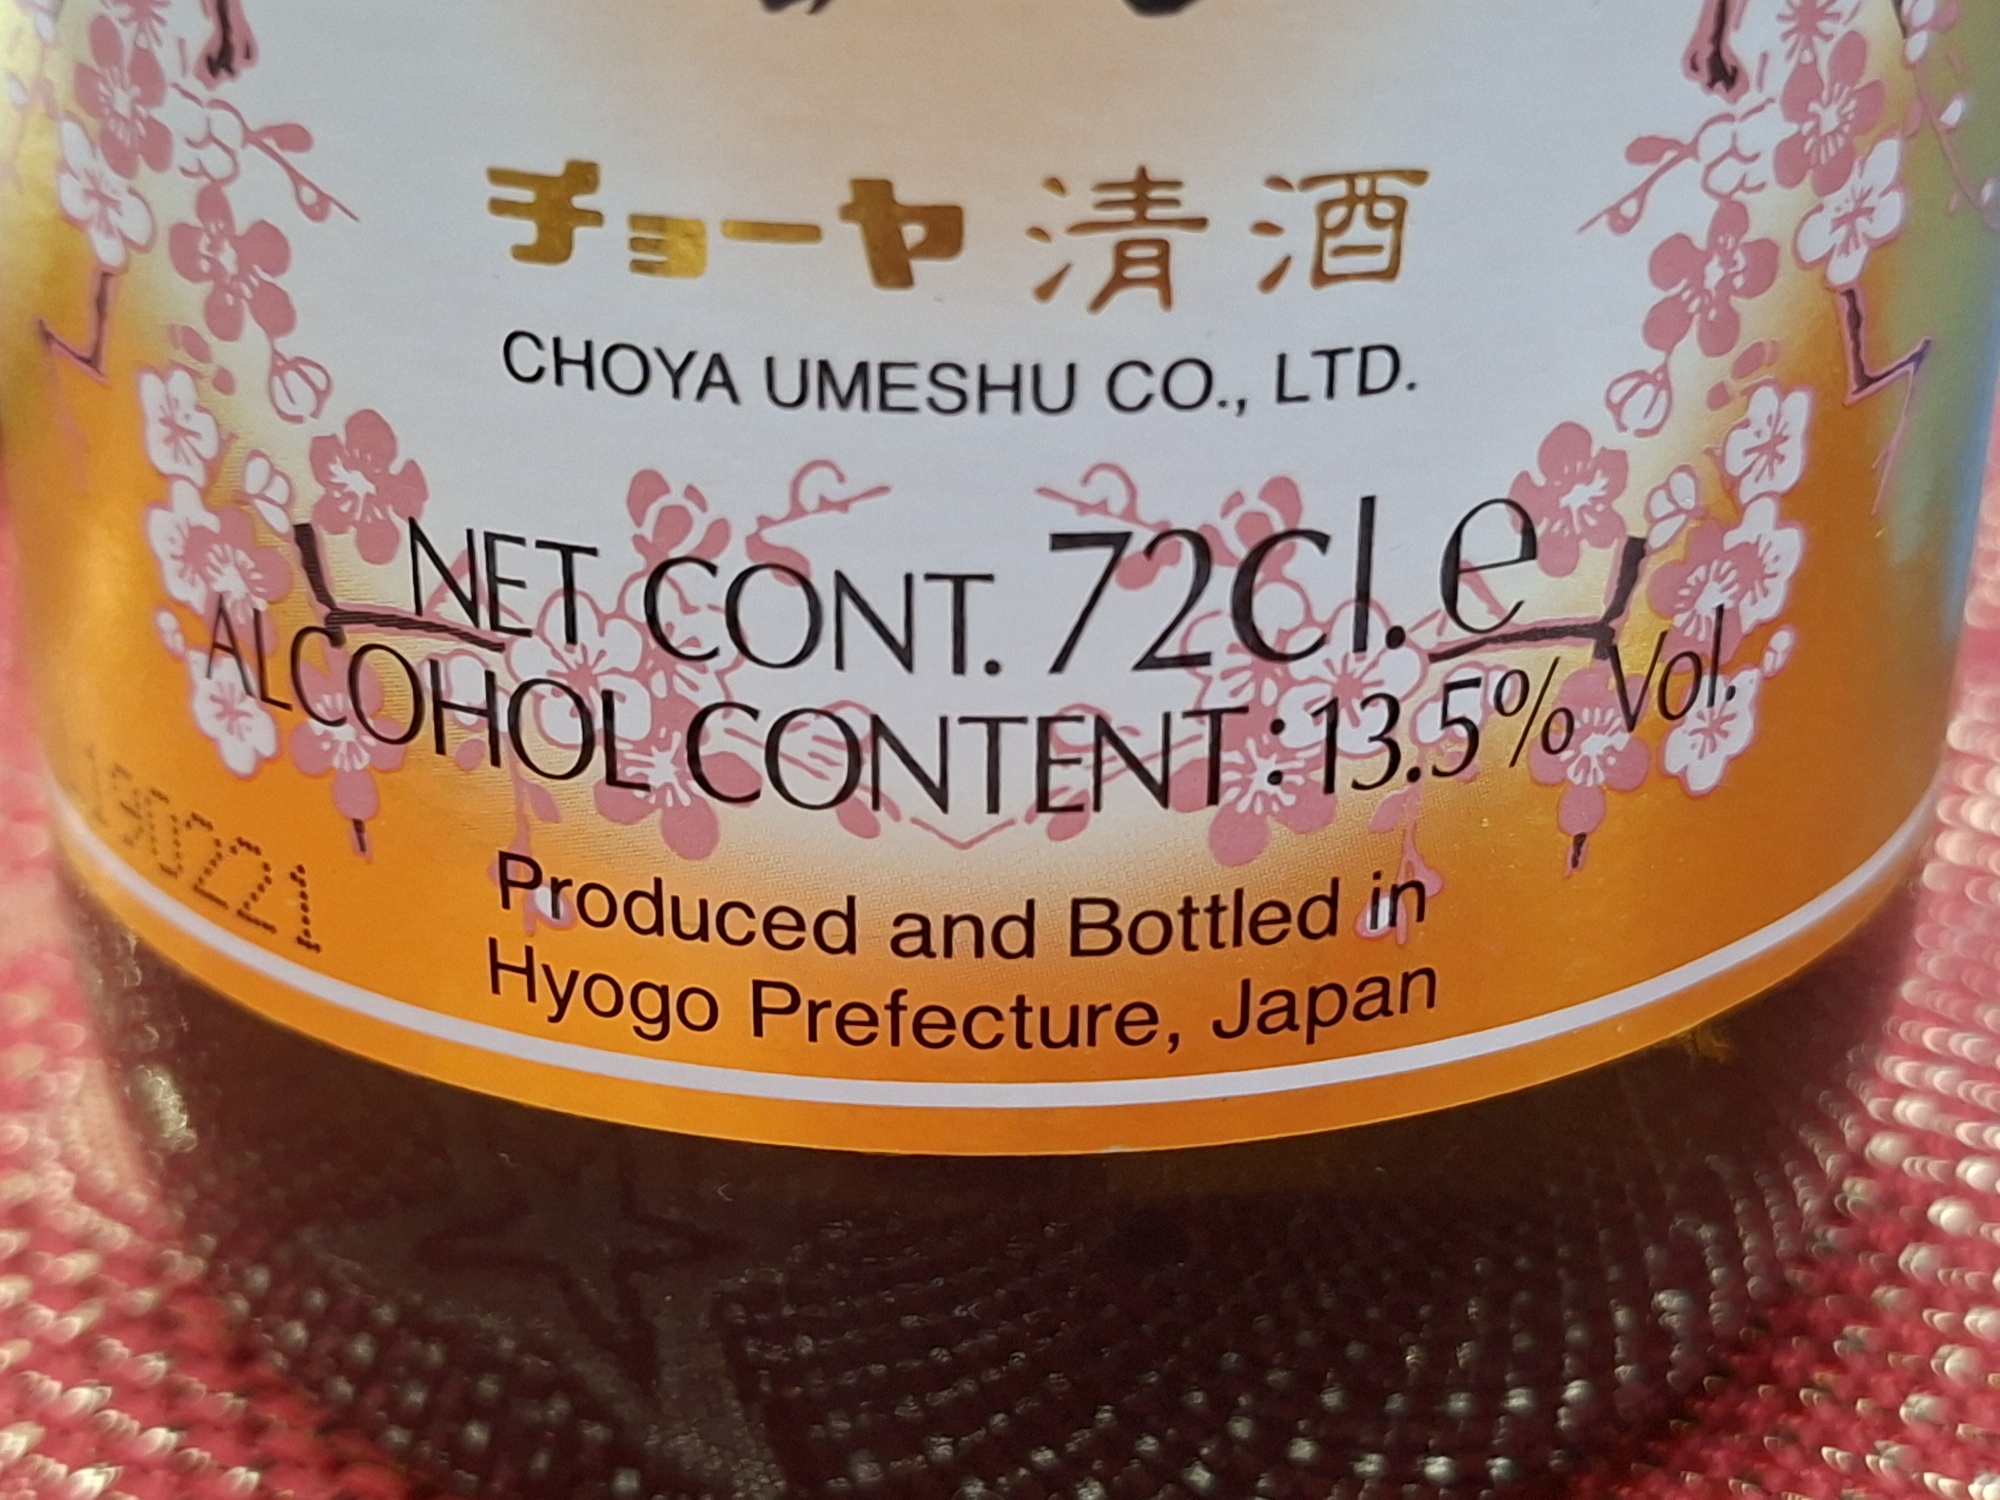 チョーヤ 清酒
CHOYA UMESHU CO., LTD.
NET CONT. 72cl. e
ALCOHOL CONTENT : 13.5% Vol.
Produced and Bottled in
Hyogo Prefecture, Japan